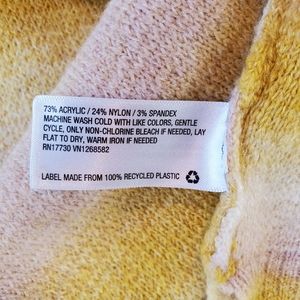 73% ACRYLIC / 24% NYLON / 3% SPANDEX
MACHINE WASH COLD WITH LIKE COLORS, GENTLE
CYCLE, ONLY NON-CHLORINE BLEACH IF NEEDED, LAY
FLAT TO DRY, WARM IRON IF NEEDED
RN17730 VN1268582
LABEL MADE FROM 100% RECYCLED PLASTIC